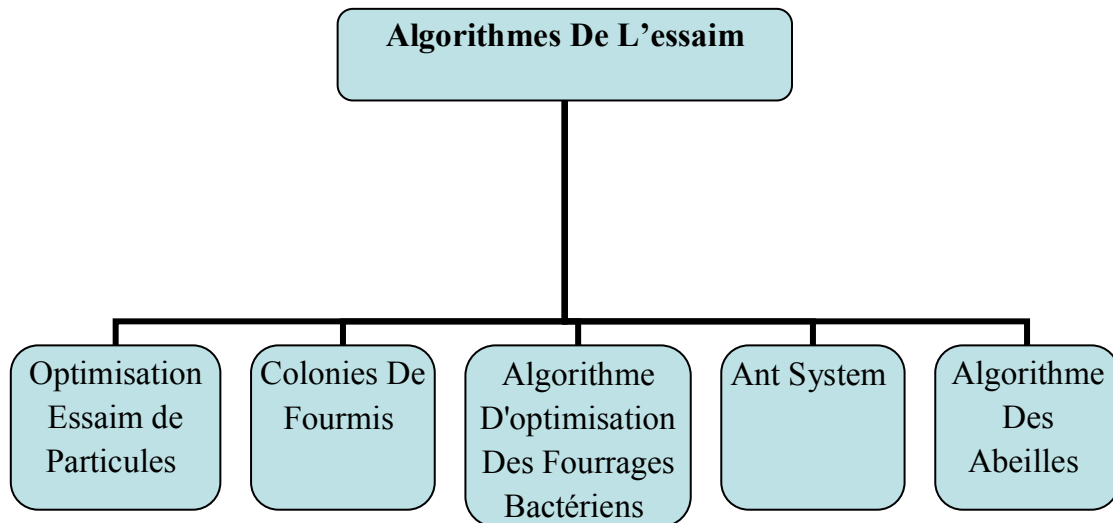 Algorithmes De L’essaim
Optimisation
Essaim de
Particules
Colonies De
Fourmis
Algorithme
D'optimisation
Des Fourrages
Bactériens
Ant System
Algorithme
Des
Abeilles